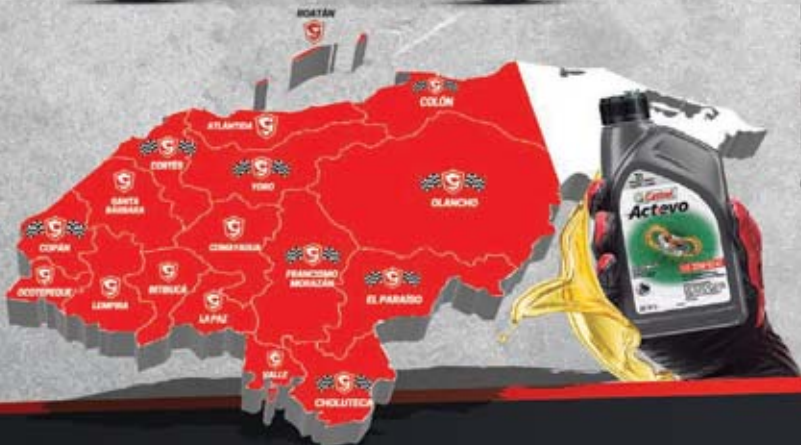 ROATÁN
COLÓN
ATLÁNTIDA
CORTÉS
YORO
SANTA
BÁRBARA
OLANCHO
COPÁN
COMAYAGUA
OCOTEPEQUE
LEMPIRA
INTIBUCÁ
FRANCISMO
MORAZÁN
EL PARAÍSO
LA PAZ
VALLE
CHOLUTECA
Castrol
Actevo